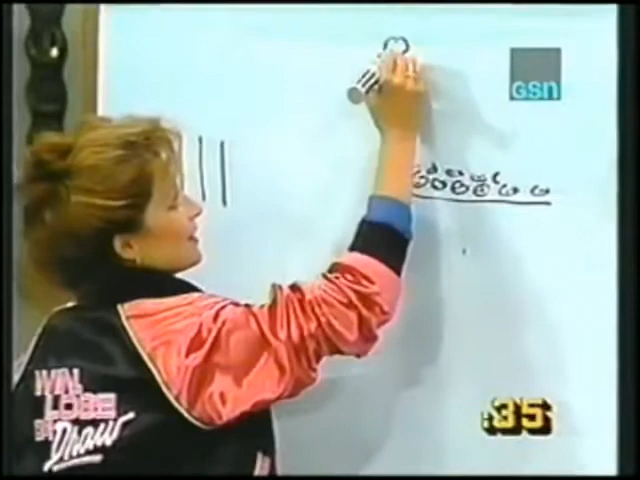 GSN
WIN,
LOSE
or
Draw
:35